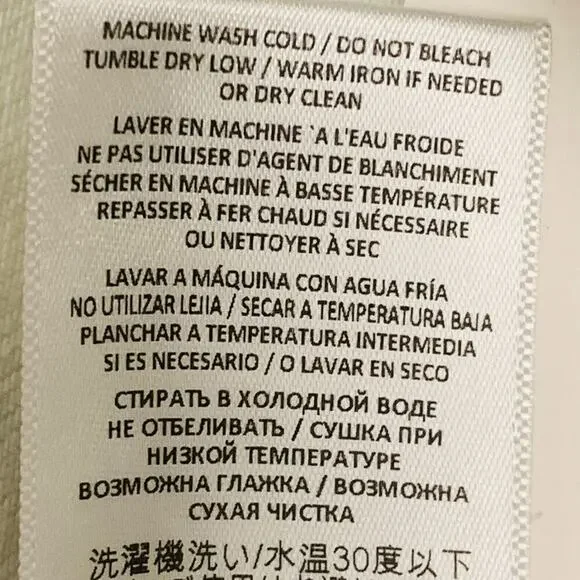 MACHINE WASH COLD / DO NOT BLEACH
TUMBLE DRY LOW / WARM IRON IF NEEDED
OR DRY CLEAN
LAVER EN MACHINE `A L'EAU FROIDE
NE PAS UTILISER D'AGENT DE BLANCHIMENT
SÉCHER EN MACHINE À BASSE TEMPÉRATURE
REPASSER À FER CHAUD SI NÉCESSAIRE
OU NETTOYER À SEC
LAVAR A MÁQUINA CON AGUA FRÍA
NO UTILIZAR LEJIA / SECAR A TEMPERATURA BAJA
PLANCHAR A TEMPERATURA INTERMEDIA
SI ES NECESARIO / O LAVAR EN SECO
СТИРАТЬ В ХОЛОДНОЙ ВОДЕ
НЕ ОТБЕЛИВАТЬ / СУШКА ПРИ
НИЗКОЙ ТЕМПЕРАТУРЕ
ВОЗМОЖНА ГЛАЖКА / ВОЗМОЖНА
СУХАЯ ЧИСТКА
洗濯機洗い/水温30度以下